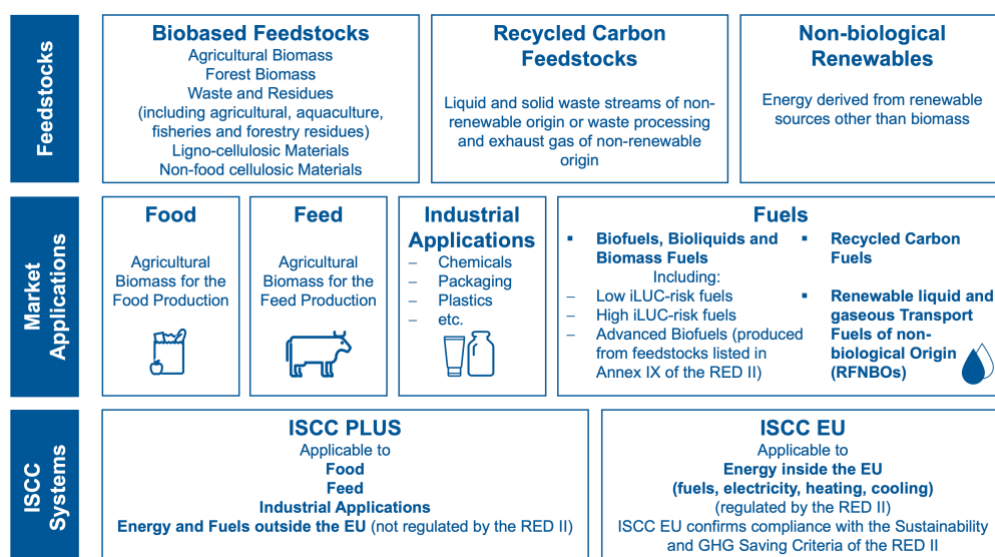 Feedstocks
Biobased Feedstocks
Agricultural Biomass
Forest Biomass
Waste and Residues
(including agricultural, aquaculture,
fisheries and forestry residues)
Ligno-cellulosic Materials
Non-food cellulosic Materials
Recycled Carbon
Feedstocks
Liquid and solid waste streams of non-
renewable origin or waste processing
and exhaust gas of non-renewable
origin
Non-biological
Renewables
Energy derived from renewable
sources other than biomass
Market
Applications
Food
Agricultural
Biomass for the
Food Production
Feed
Agricultural
Biomass for the
Feed Production
Industrial
Applications
– Chemicals
– Packaging
– Plastics
– etc.
Fuels
▪ Biofuels, Bioliquids and
Biomass Fuels
Including:
– Low iLUC-risk fuels
– High iLUC-risk fuels
– Advanced Biofuels (produced
from feedstocks listed in
Annex IX of the RED II)
▪ Recycled Carbon
Fuels
▪ Renewable liquid and
gaseous Transport
Fuels of non-
biological Origin
(RFNBOs)
ISCC
Systems
ISCC PLUS
Applicable to
Food
Feed
Industrial Applications
Energy and Fuels outside the EU (not regulated by the RED II)
ISCC EU
Applicable to
Energy inside the EU
(fuels, electricity, heating, cooling)
(regulated by the RED II)
ISCC EU confirms compliance with the Sustainability
and GHG Saving Criteria of the RED II